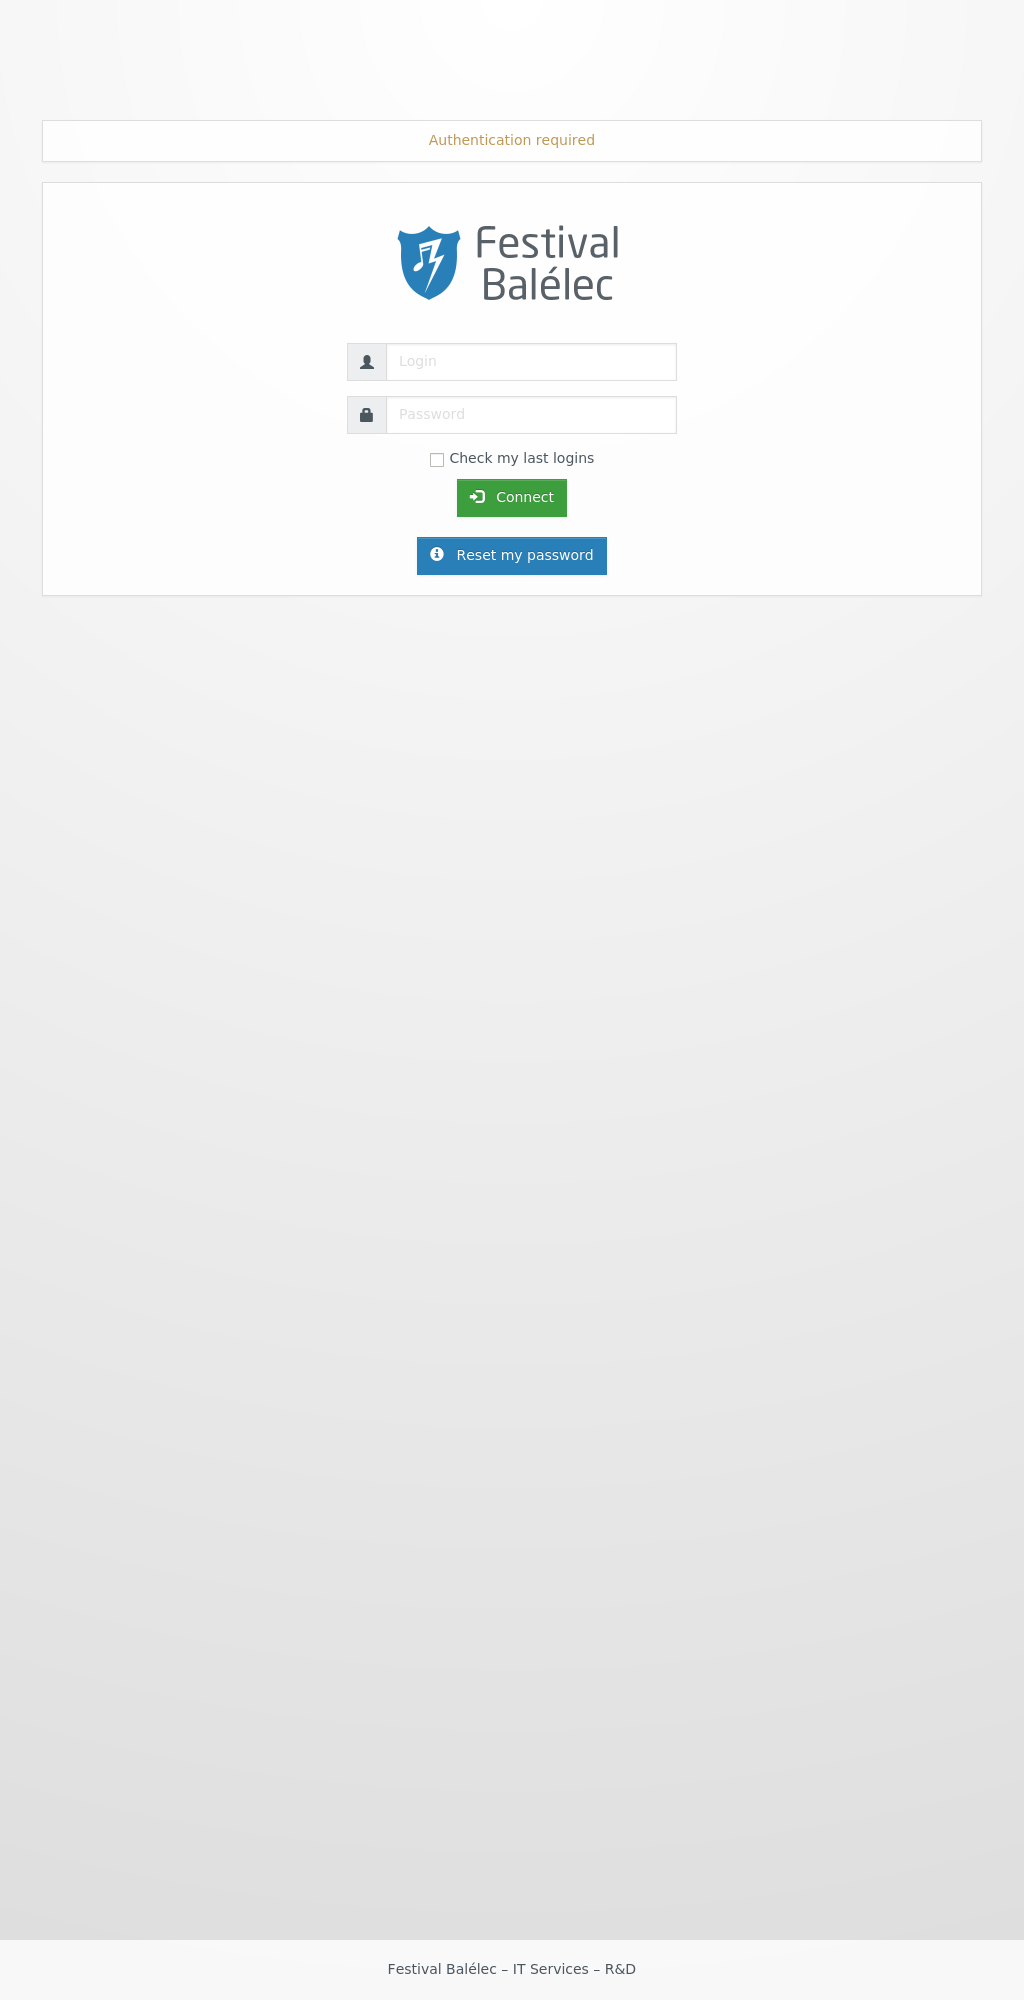 Authentication required
Festival
Balélec
Login
Password
Check my last logins
Connect
Reset my password
Festival Balélec – IT Services – R&D